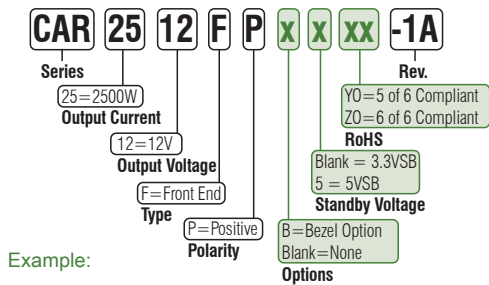 CAR 25 12 F P x x xx -1A
Series
Rev.
25=2500W
Output Current
YO=5 of 6 Compliant
ZO=6 of 6 Compliant
RoHS
12=12V
Output Voltage
Blank = 3.3VSB
5 = 5VSB
Standby Voltage
F=Front End
Type
P=Positive
Polarity
B=Bezel Option
Blank=None
Options
Example: